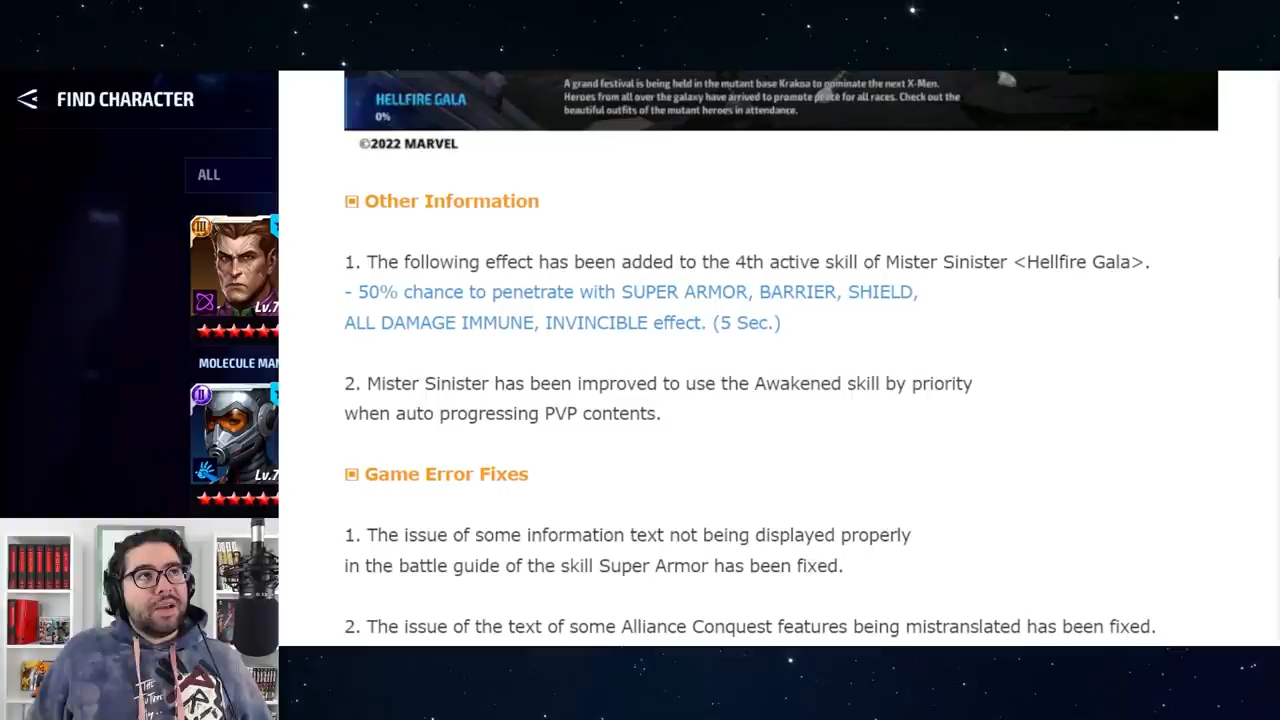 FIND CHARACTER
ALL
III
Lv.7
MOLECULE MAN
II
Lv.7
HELLFIRE GALA
0%
A grand festival is being held in the mutant base Krakoa to nominate the next X-Men.
Heroes from all over the galaxy have arrived to promote peace for all races. Check out the
beautiful outfits of the mutant heroes in attendance.
©2022 MARVEL
Other Information
1. The following effect has been added to the 4th active skill of Mister Sinister <Hellfire Gala>.
- 50% chance to penetrate with SUPER ARMOR, BARRIER, SHIELD,
ALL DAMAGE IMMUNE, INVINCIBLE effect. (5 Sec.)
2. Mister Sinister has been improved to use the Awakened skill by priority
when auto progressing PVP contents.
Game Error Fixes
1. The issue of some information text not being displayed properly
in the battle guide of the skill Super Armor has been fixed.
2. The issue of the text of some Alliance Conquest features being mistranslated has been fixed.